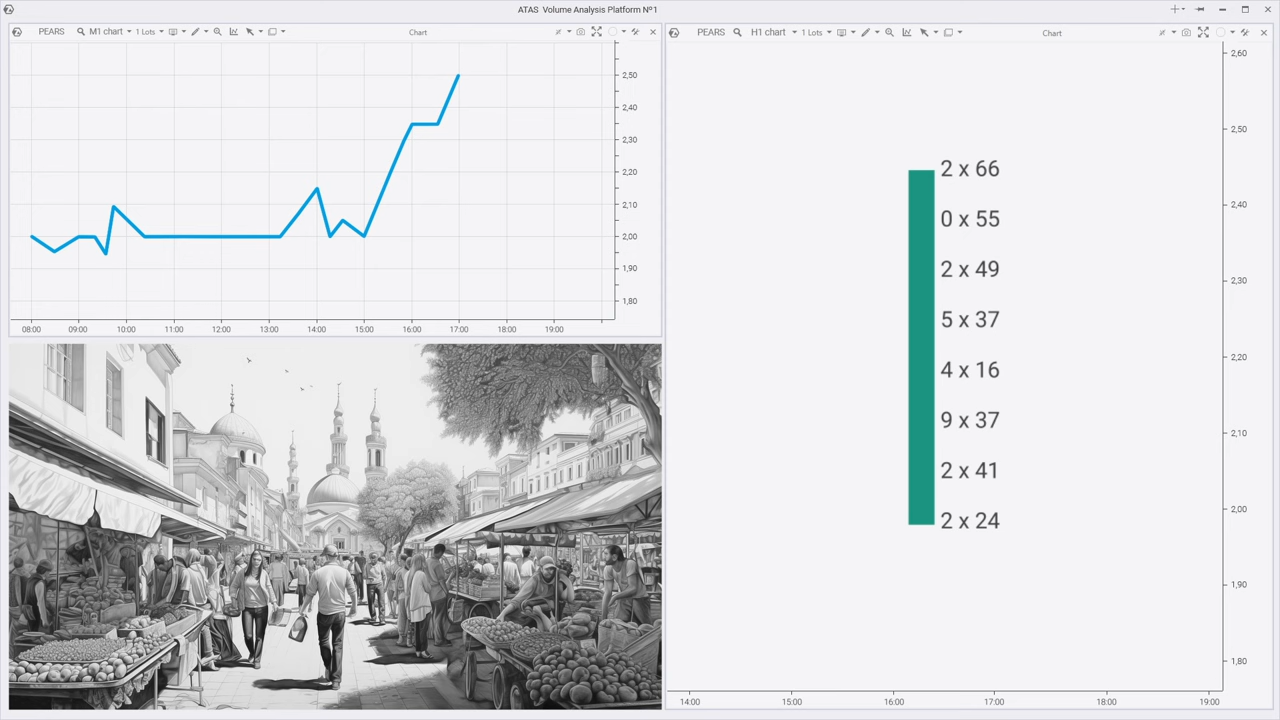 ATAS Volume Analysis Platform Nº1
PEARS M1 chart 1 Lots Chart
2,50
2,40
2,30
2,20
2,10
2,00
1,90
1,80
08:00 09:00 10:00 11:00 12:00 13:00 14:00 15:00 16:00 17:00 18:00 19:00
PEARS H1 chart 1 Lots Chart
2,60
2,50
2,40
2,30
2,20
2,10
2,00
1,90
1,80
2 x 66
0 x 55
2 x 49
5 x 37
4 x 16
9 x 37
2 x 41
2 x 24
14:00 15:00 16:00 17:00 18:00 19:00